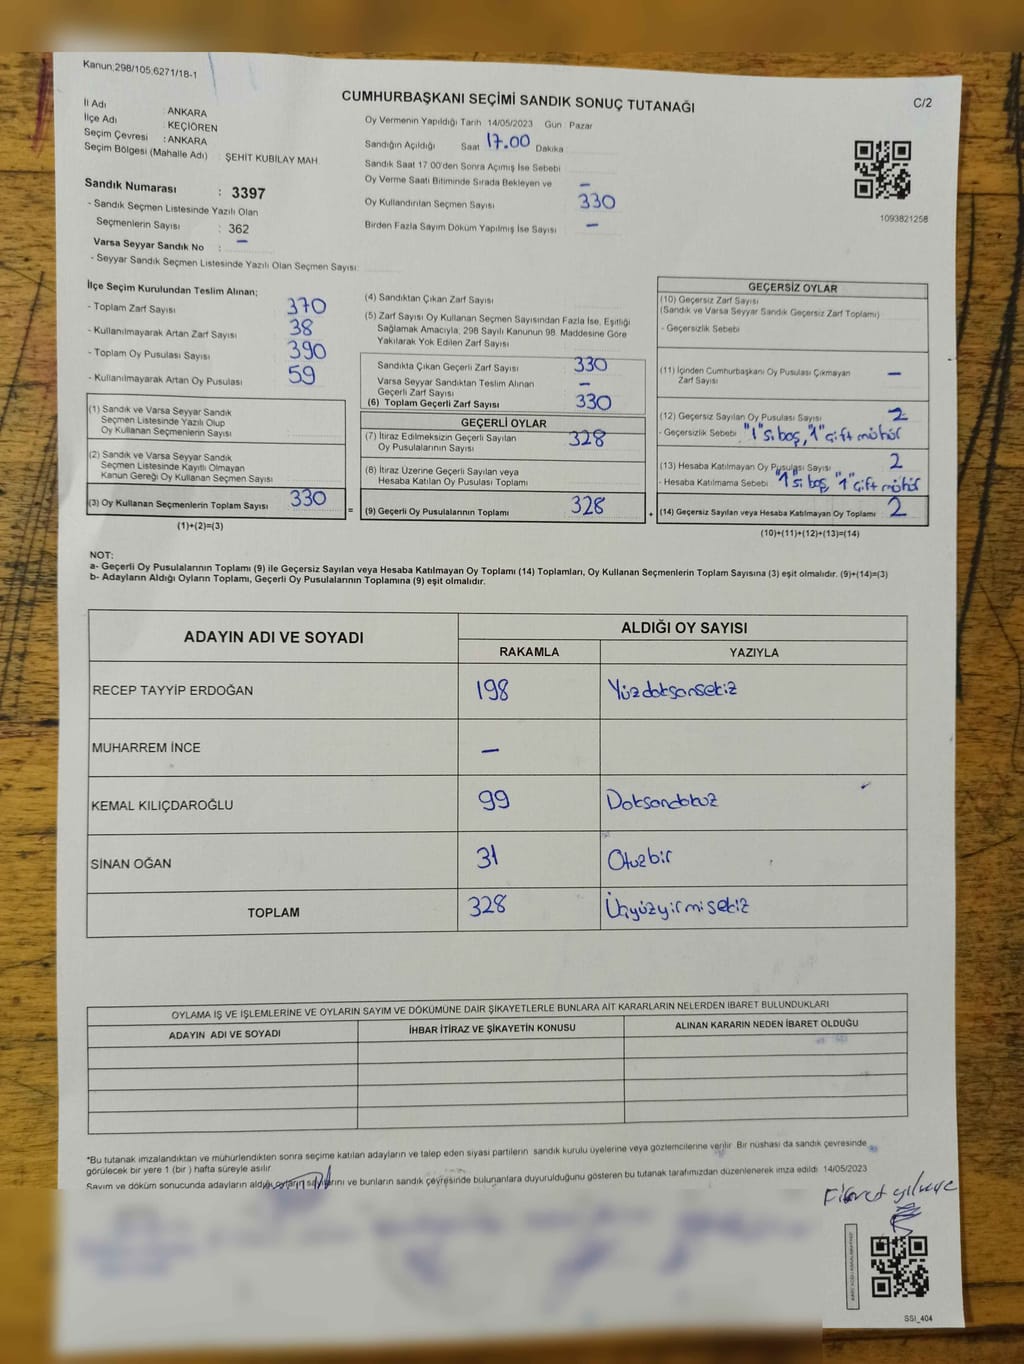 Kanun:298/105,6271/18-1
CUMHURBAŞKANI SEÇİMİ SANDIK SONUÇ TUTANAĞI
C/2
İl Adı : ANKARA
İlçe Adı : KEÇİÖREN
Seçim Çevresi : ANKARA
Seçim Bölgesi (Mahalle Adı) : ŞEHİT KUBİLAY MAH.
Sandık Numarası : 3397
- Sandık Seçmen Listesinde Yazılı Olan
Seçmenlerin Sayısı : 362
Varsa Seyyar Sandık No : –
- Seyyar Sandık Seçmen Listesinde Yazılı Olan Seçmen Sayısı:
Oy Vermenin Yapıldığı Tarih 14/05/2023 Gün : Pazar
Sandığın Açıldığı Saat 17.00 Dakika
Sandık Saat 17:00'den Sonra Açımış İse Sebebi
Oy Verme Saati Bitiminde Sırada Bekleyen ve –
Oy Kullandırılan Seçmen Sayısı 330
Birden Fazla Sayım Döküm Yapılmış İse Sayısı –
1093821258
İlçe Seçim Kurulundan Teslim Alınan;
- Toplam Zarf Sayısı 370
- Kullanılmayarak Artan Zarf Sayısı 38
- Toplam Oy Pusulası Sayısı 390
- Kullanılmayarak Artan Oy Pusulası 59
(1) Sandık ve Varsa Seyyar Sandık
Seçmen Listesinde Yazılı Olup
Oy Kullanan Seçmenlerin Sayısı
(2) Sandık ve Varsa Seyyar Sandık
Seçmen Listesinde Kayıtlı Olmayan
Kanun Gereği Oy Kullanan Seçmen Sayısı
(3) Oy Kullanan Seçmenlerin Toplam Sayısı 330
(1)+(2)=(3)
(4) Sandıktan Çıkan Zarf Sayısı
(5) Zarf Sayısı Oy Kullanan Seçmen Sayısından Fazla İse, Eşitliği
Sağlamak Amacıyla, 298 Sayılı Kanunun 98. Maddesine Göre
Yakılarak Yok Edilen Zarf Sayısı
Sandıkta Çıkan Geçerli Zarf Sayısı 330
Varsa Seyyar Sandıktan Teslim Alınan
Geçerli Zarf Sayısı –
(6) Toplam Geçerli Zarf Sayısı 330
GEÇERLİ OYLAR
(7) İtiraz Edilmeksizin Geçerli Sayılan
Oy Pusulalarının Sayısı 328
(8) İtiraz Üzerine Geçerli Sayılan veya
Hesaba Katılan Oy Pusulası Toplamı
= (9) Geçerli Oy Pusulalarının Toplamı 328
GEÇERSİZ OYLAR
(10) Geçersiz Zarf Sayısı
(Sandık ve Varsa Seyyar Sandık Geçersiz Zarf Toplamı)
- Geçersizlik Sebebi
(11) İçinden Cumhurbaşkanı Oy Pusulası Çıkmayan
Zarf Sayısı –
(12) Geçersiz Sayılan Oy Pusulası Sayısı 2
- Geçersizlik Sebebi "1"si boş, "1" çift mühür
(13) Hesaba Katılmayan Oy Pusulası Sayısı 2
- Hesaba Katılmama Sebebi "1"si boş, "1" çift mühür
+ (14) Geçersiz Sayılan veya Hesaba Katılmayan Oy Toplamı 2
(10)+(11)+(12)+(13)=(14)
NOT:
a- Geçerli Oy Pusulalarının Toplamı (9) ile Geçersiz Sayılan veya Hesaba Katılmayan Oy Toplamı (14) Toplamları, Oy Kullanan Seçmenlerin Toplam Sayısına (3) eşit olmalıdır. (9)+(14)=(3)
b- Adayların Aldığı Oyların Toplamı, Geçerli Oy Pusulalarının Toplamına (9) eşit olmalıdır.
ADAYIN ADI VE SOYADI ALDIĞI OY SAYISI
RAKAMLA YAZIYLA
RECEP TAYYİP ERDOĞAN 198 Yüzdoksansekiz
MUHARREM İNCE –
KEMAL KILIÇDAROĞLU 99 Doksandokuz
SİNAN OĞAN 31 Otuzbir
TOPLAM 328 Üçyüzyirmisekiz
OYLAMA İŞ VE İŞLEMLERİNE VE OYLARIN SAYIM VE DÖKÜMÜNE DAİR ŞİKAYETLERLE BUNLARA AİT KARARLARIN NELERDEN İBARET BULUNDUKLARI
ADAYIN ADI VE SOYADI İHBAR İTİRAZ VE ŞİKAYETİN KONUSU ALINAN KARARIN NEDEN İBARET OLDUĞU
*Bu tutanak imzalandıktan ve mühürlendikten sonra seçime katılan adayların ve talep eden siyasi partilerin sandık kurulu üyelerine veya gözlemcilerine verilir. Bir nüshası da sandık çevresinde
görülecek bir yere 1 (bir ) hafta süreyle asılır.
Sayım ve döküm sonucunda adayların aldığı oyların sayılarını ve bunların sandık çevresinde bulunanlara duyurulduğunu gösteren bu tutanak tarafımızdan düzenlenerek imza edildi. 14/05/2023
SSI_404